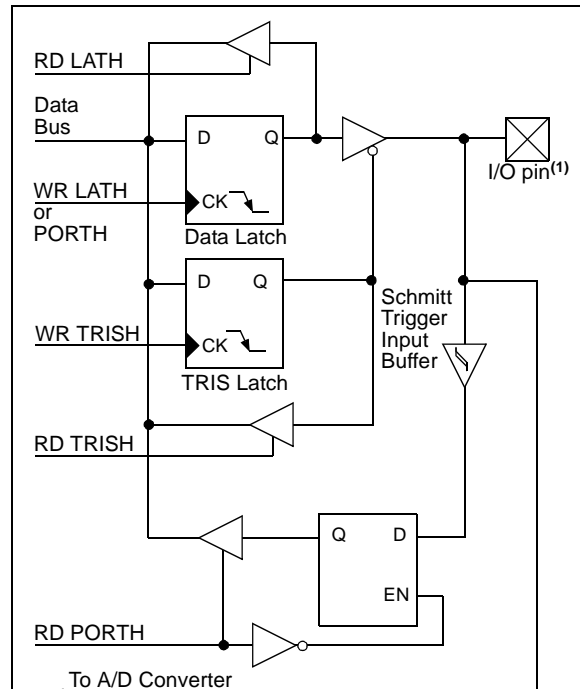 RD LATH
Data
Bus
D
Q
I/O pin(1)
WR LATH
or
PORTH
CK
Data Latch
D
Q
Schmitt
Trigger
Input
Buffer
WR TRISH
CK
TRIS Latch
RD TRISH
Q
D
EN
RD PORTH
To A/D Converter